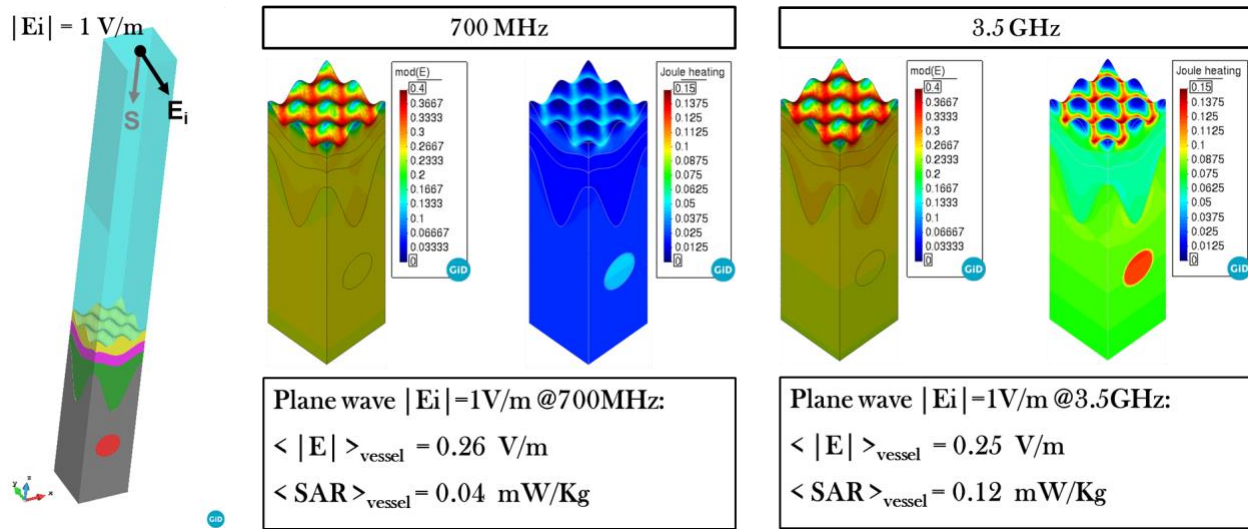 |Ei| = 1 V/m
S
Ei
z
y
x
GiD
700 MHz
mod(E)
0.4
0.3667
0.3333
0.3
0.2667
0.2333
0.2
0.1667
0.1333
0.1
0.06667
0.03333
0
GiD
Joule heating
0.15
0.1375
0.125
0.1125
0.1
0.0875
0.075
0.0625
0.05
0.0375
0.025
0.0125
0
GiD
Plane wave |Ei|=1V/m @700MHz:
< |E| >vessel = 0.26 V/m
< SAR >vessel = 0.04 mW/Kg
3.5 GHz
mod(E)
0.4
0.3667
0.3333
0.3
0.2667
0.2333
0.2
0.1667
0.1333
0.1
0.06667
0.03333
0
GiD
Joule heating
0.15
0.1375
0.125
0.1125
0.1
0.0875
0.075
0.0625
0.05
0.0375
0.025
0.0125
0
GiD
Plane wave |Ei|=1V/m @3.5GHz:
< |E| >vessel = 0.25 V/m
< SAR >vessel = 0.12 mW/Kg